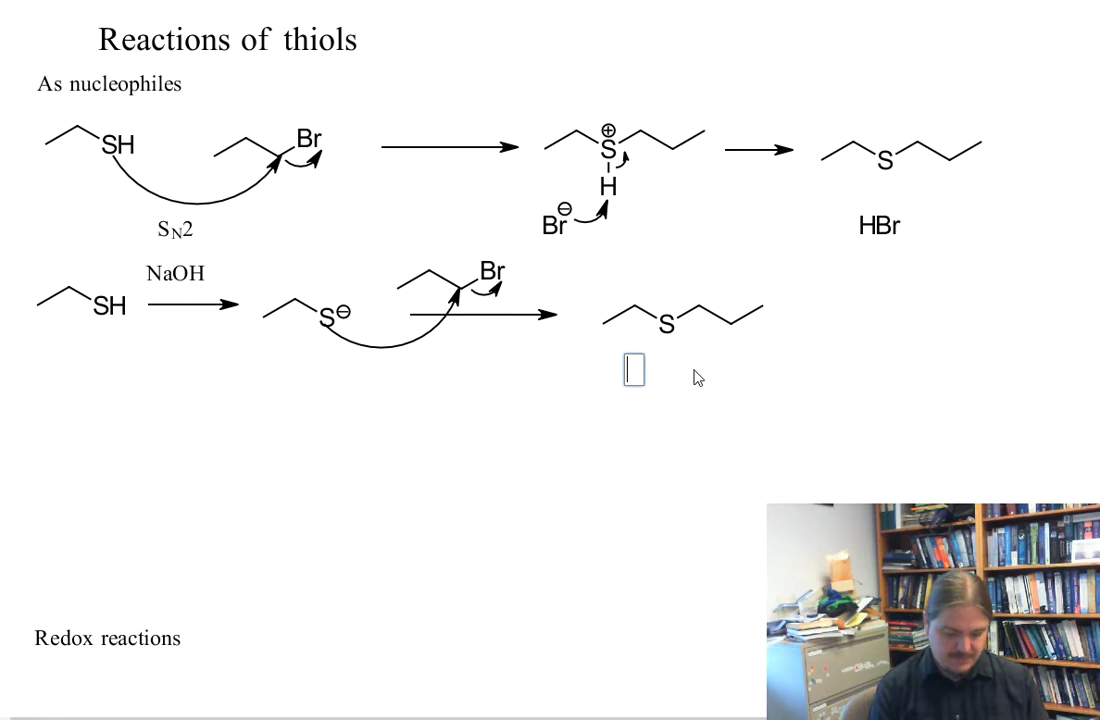 Reactions of thiols
As nucleophiles
SH
Br
⊕
S
H
Br⊖
S
HBr
SN2
NaOH
SH
S⊖
Br
S
Redox reactions